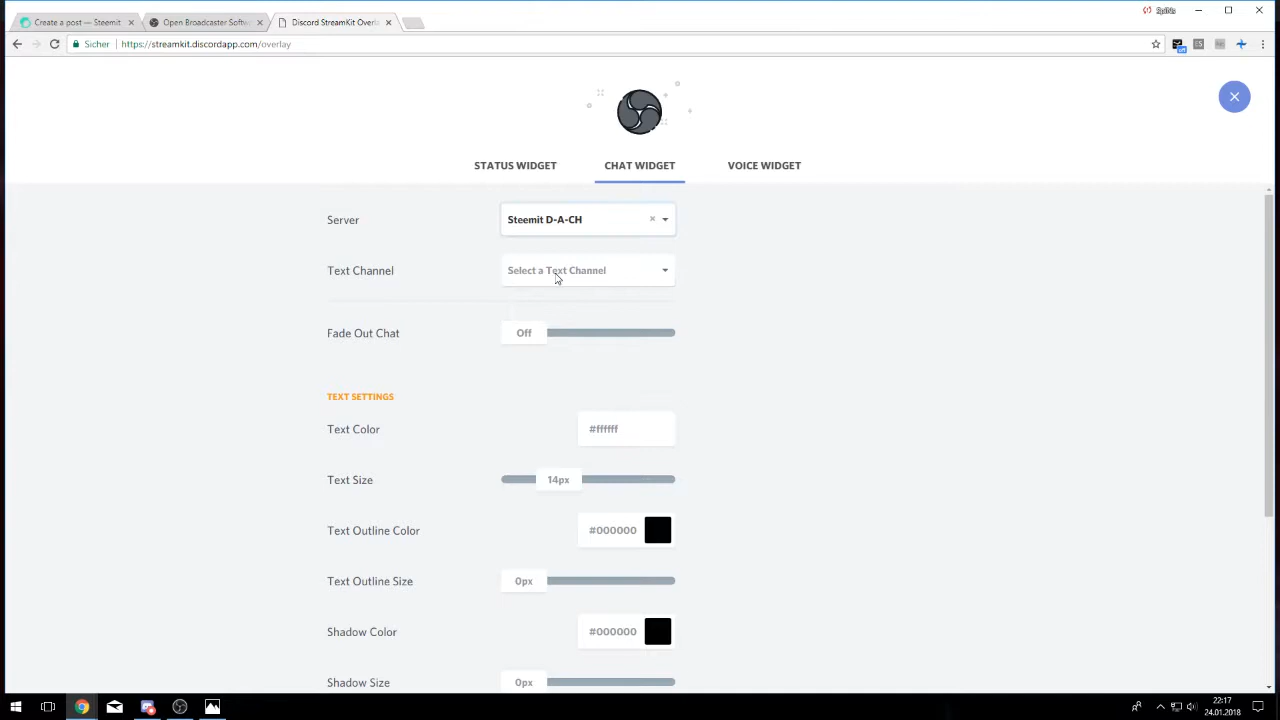 Create a post — Steemit
Open Broadcaster Softwa
Discord StreamKit Overla
Sicher
https://streamkit.discordapp.com/overlay
STATUS WIDGET
CHAT WIDGET
VOICE WIDGET
Server
Steemit D-A-CH
Text Channel
Select a Text Channel
Fade Out Chat
Off
TEXT SETTINGS
Text Color
#ffffff
Text Size
14px
Text Outline Color
#000000
Text Outline Size
0px
Shadow Color
#000000
Shadow Size
0px
22:17
24.01.2018